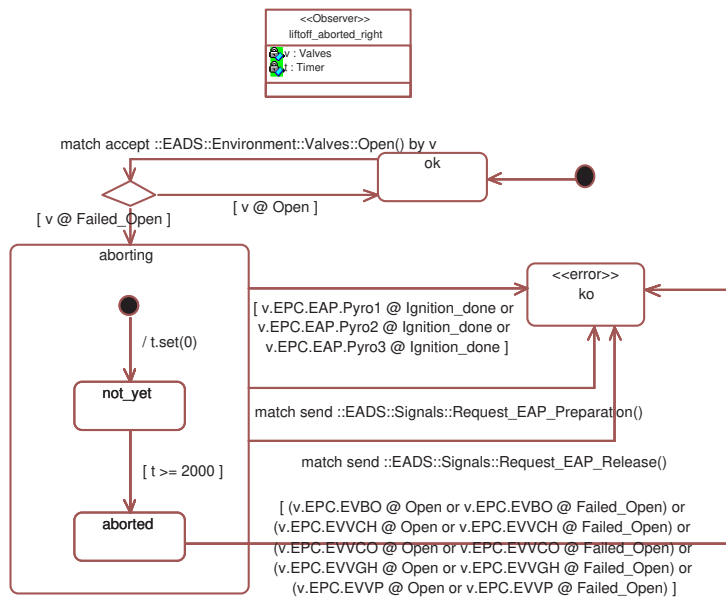 <<Observer>>
liftoff_aborted_right
v : Valves
t : Timer
match accept ::EADS::Environment::Valves::Open() by v
ok
[ v @ Open ]
[ v @ Failed_Open ]
aborting
<<error>>
ko
[ v.EPC.EAP.Pyro1 @ Ignition_done or
v.EPC.EAP.Pyro2 @ Ignition_done or
v.EPC.EAP.Pyro3 @ Ignition_done ]
/ t.set(0)
not_yet
match send ::EADS::Signals::Request_EAP_Preparation()
match send ::EADS::Signals::Request_EAP_Release()
[ t >= 2000 ]
aborted
[ (v.EPC.EVBO @ Open or v.EPC.EVBO @ Failed_Open) or
(v.EPC.EVVCH @ Open or v.EPC.EVVCH @ Failed_Open) or
(v.EPC.EVVCO @ Open or v.EPC.EVVCO @ Failed_Open) or
(v.EPC.EVVGH @ Open or v.EPC.EVVGH @ Failed_Open) or
(v.EPC.EVVP @ Open or v.EPC.EVVP @ Failed_Open) ]